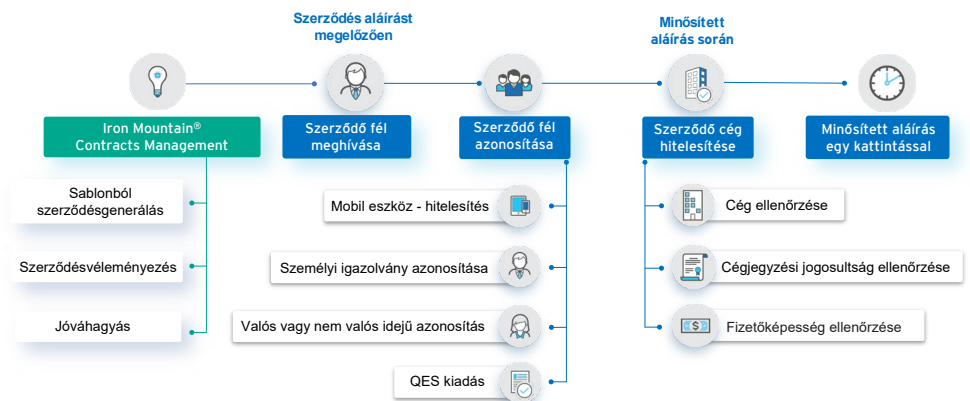 Szerződés aláírást
megelőzően
Minősített
aláírás során
Iron Mountain®
Contracts Management
Szerződő fél
meghívása
Szerződő fél
azonosítása
Szerződő cég
hitelesítése
Minősített aláírás
egy kattintással
Sablonból
szerződésgenerálás
Szerződésvéleményezés
Jóváhagyás
Mobil eszköz - hitelesítés
Személyi igazolvány azonosítása
Valós vagy nem valós idejű azonosítás
QES kiadás
Cég ellenőrzése
Cégjegyzési jogosultság ellenőrzése
Fizetőképesség ellenőrzése